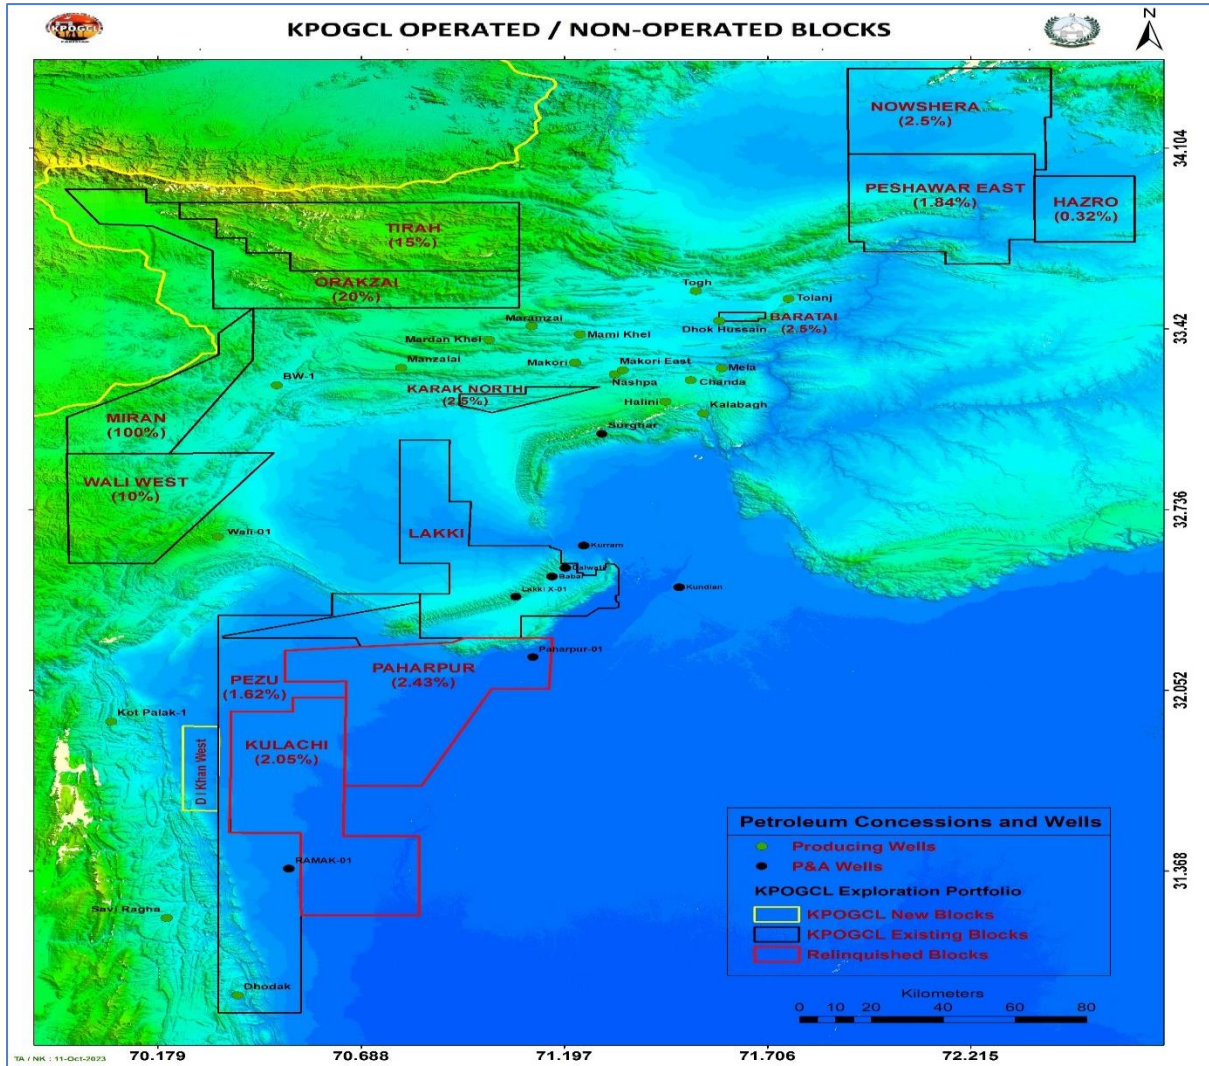 KPOGCL OPERATED / NON-OPERATED BLOCKS
N
KPOGCL
PAKISTAN
NOWSHERA
(2.5%)
34.104
PESHAWAR EAST
(1.84%)
HAZRO
(0.32%)
TIRAH
(15%)
ORAKZAI
(20%)
Togh
Tolanj
Maramzai
BARATAI
(2.5%)
Dhok Hussain
33.42
Mardan Khel
Mami Khel
Manzalai
Makori
Makori East
Mela
BW-1
Nashpa
Chanda
KARAK NORTH
(2.5%)
Halini
Kalabagh
MIRAN
(100%)
Surghar
WALI WEST
(10%)
32.736
Wali-01
LAKKI
Kurram
Dalwati
Babal
Kundian
Lakki X-01
Paharpur-01
PEZU
(1.62%)
PAHARPUR
(2.43%)
32.052
Kot Palak-1
KULACHI
(2.05%)
D I Khan West
Petroleum Concessions and Wells
Producing Wells
P&A Wells
KPOGCL Exploration Portfolio
KPOGCL New Blocks
KPOGCL Existing Blocks
Relinquished Blocks
RAMAK-01
31.368
Savi Ragha
Dhodak
Kilometers
0 10 20 40 60 80
TA / NK : 11-Oct-2023
70.179 70.688 71.197 71.706 72.215